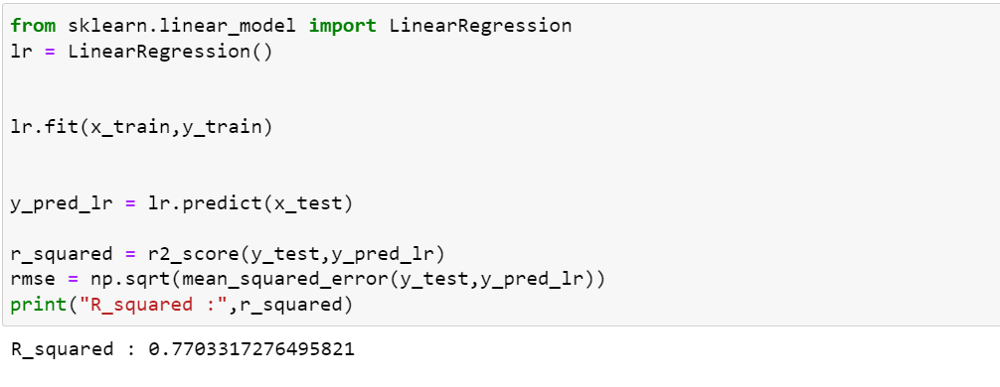 from sklearn.linear_model import LinearRegression
lr = LinearRegression()
lr.fit(x_train,y_train)
y_pred_lr = lr.predict(x_test)
r_squared = r2_score(y_test,y_pred_lr)
rmse = np.sqrt(mean_squared_error(y_test,y_pred_lr))
print("R_squared :",r_squared)
R_squared : 0.7703317276495821